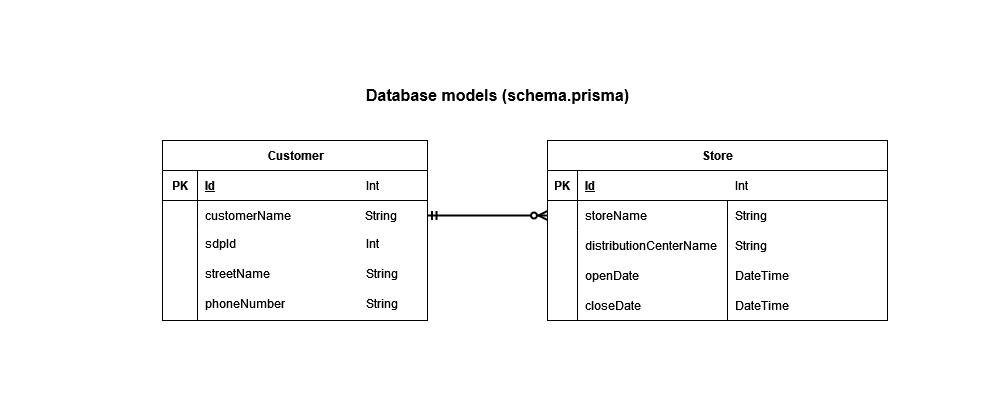 Database models (schema.prisma)
Customer
PK Id Int
customerName String
sdpId Int
streetName String
phoneNumber String
Store
PK Id Int
storeName String
distributionCenterName String
openDate DateTime
closeDate DateTime